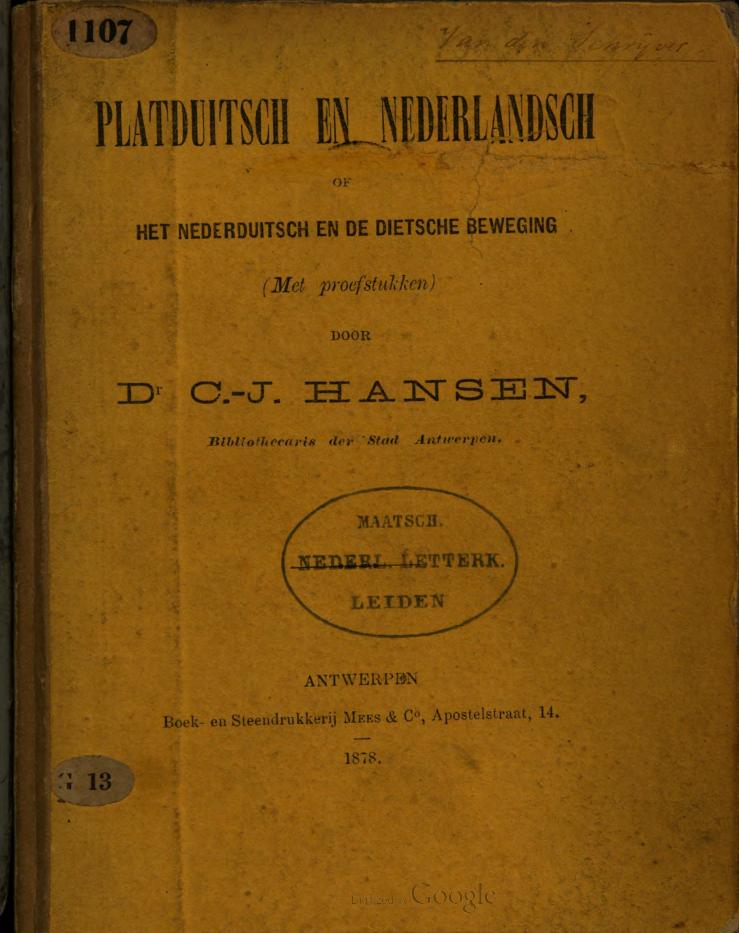 1107
Van den Schrijver.
PLATDUITSCH EN NEDERLANDSCH
OF
HET NEDERDUITSCH EN DE DIETSCHE BEWEGING
(Met proefstukken)
DOOR
Dr C.-J. HANSEN,
Bibliothecaris der Stad Antwerpen.
MAATSCH.
NEDERL. LETTERK.
LEIDEN
ANTWERPEN
Boek- en Steendrukkerij MEES & Co, Apostelstraat, 14.
1878.
G 13
Digitized by Google